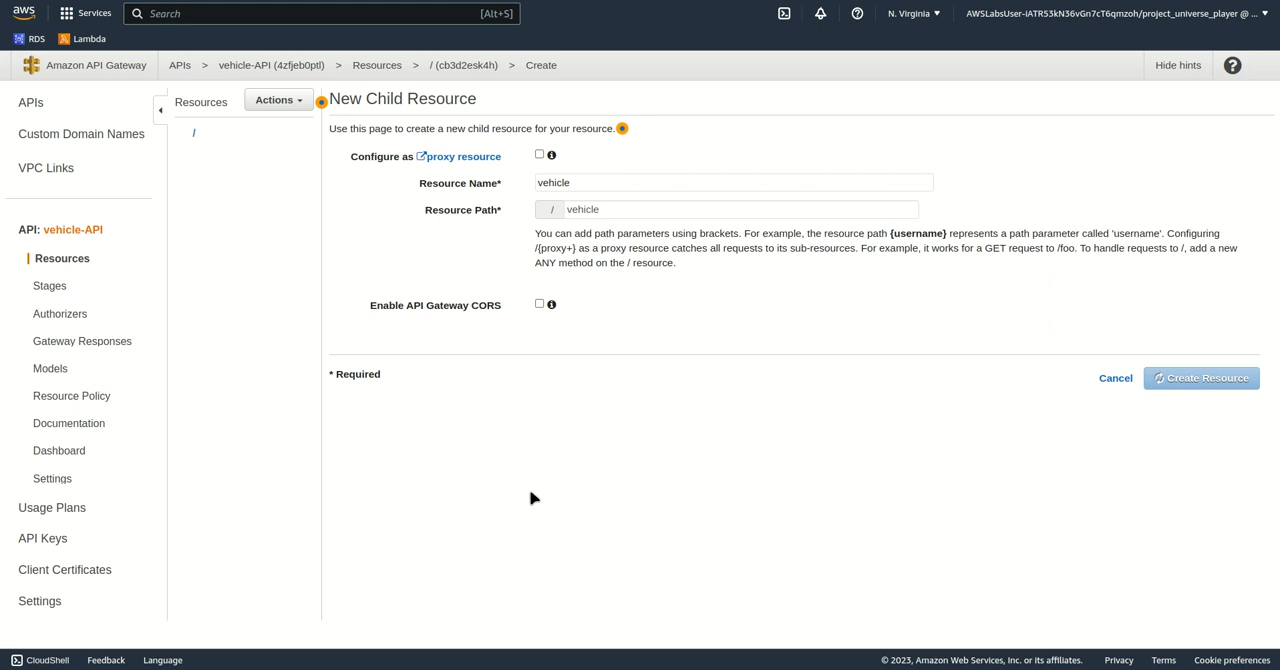 aws Services Search [Alt+S] N. Virginia ▼ AWSLabsUser-iATR53kN36vGn7cT6qmzoh/project_universe_player @ ... ▼
RDS Lambda
Amazon API Gateway APIs > vehicle-API (4zfjeb0ptl) > Resources > / (cb3d2esk4h) > Create Hide hints ?
APIs
Custom Domain Names
VPC Links
API: vehicle-API
Resources
Stages
Authorizers
Gateway Responses
Models
Resource Policy
Documentation
Dashboard
Settings
Usage Plans
API Keys
Client Certificates
Settings
Resources Actions
/
New Child Resource
Use this page to create a new child resource for your resource.
Configure as proxy resource
Resource Name* vehicle
Resource Path* / vehicle
You can add path parameters using brackets. For example, the resource path {username} represents a path parameter called 'username'. Configuring
/{proxy+} as a proxy resource catches all requests to its sub-resources. For example, it works for a GET request to /foo. To handle requests to /, add a new
ANY method on the / resource.
Enable API Gateway CORS
* Required
Cancel Create Resource
CloudShell Feedback Language © 2023, Amazon Web Services, Inc. or its affiliates. Privacy Terms Cookie preferences